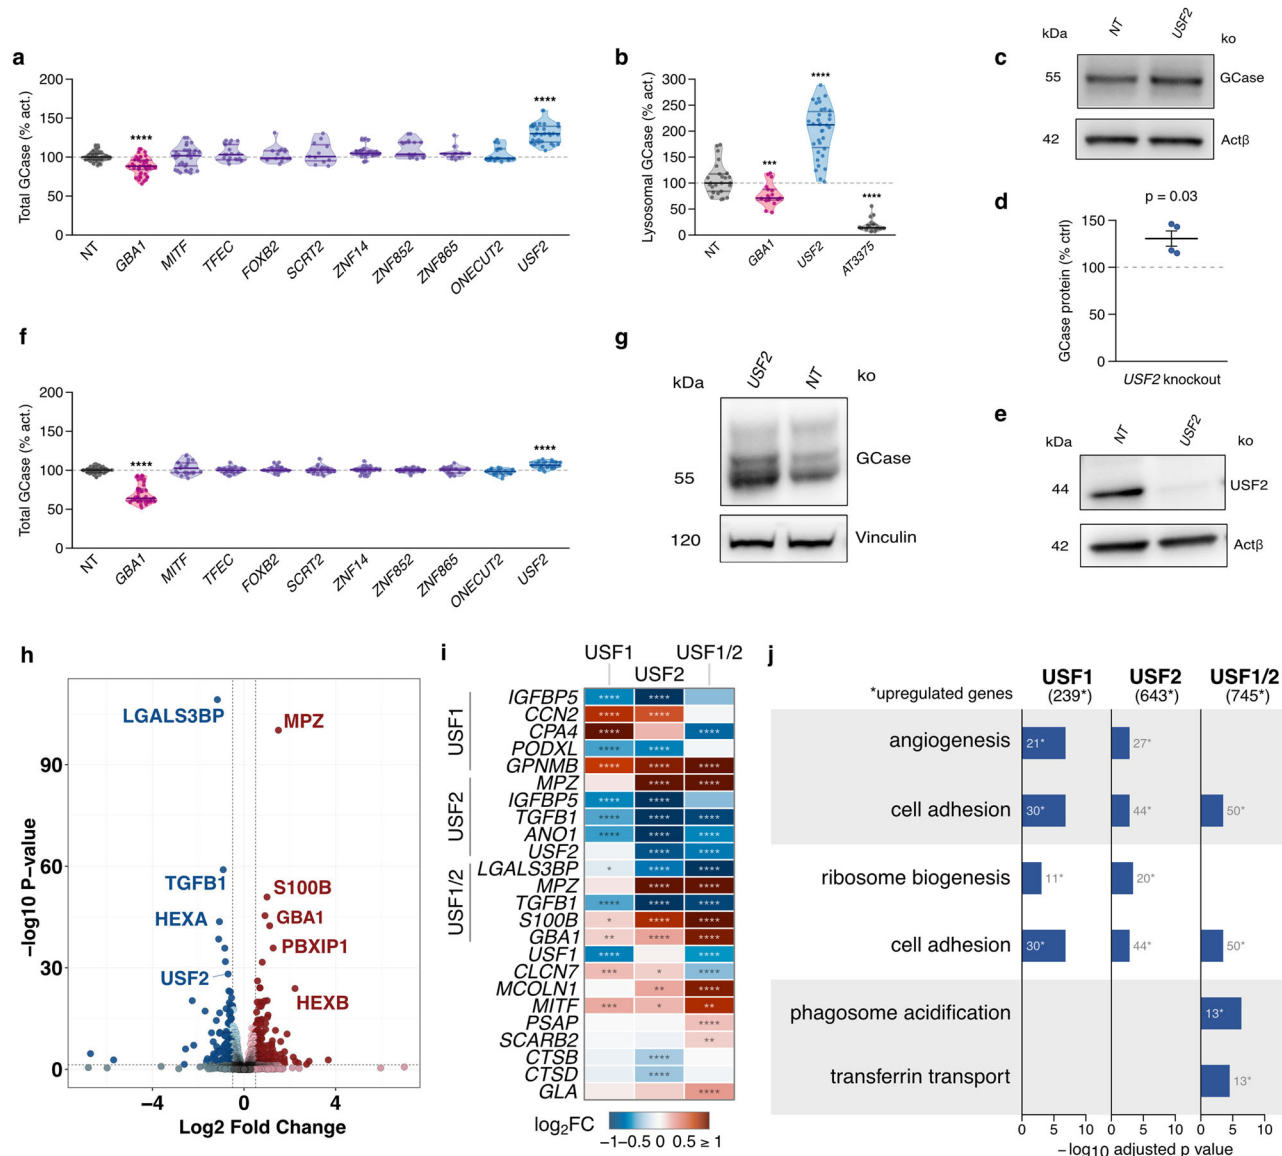 a
Total GCase (% act.)
200
150
100
50
0
NT
GBA1
MITF
TFEC
FOXB2
SCRT2
ZNF14
ZNF852
ZNF865
ONECUT2
USF2
****
****
b
Lysosomal GCase (% act.)
300
250
200
150
100
50
0
NT
GBA1
USF2
AT3375
***
****
****
c
kDa
NT
USF2
ko
55
GCase
42
Actβ
d
p = 0.03
GCase protein (% ctrl)
150
100
50
0
USF2 knockout
e
kDa
NT
USF2
ko
44
USF2
42
Actβ
f
Total GCase (% act.)
200
150
100
50
0
NT
GBA1
MITF
TFEC
FOXB2
SCRT2
ZNF14
ZNF852
ZNF865
ONECUT2
USF2
****
****
g
kDa
USF2
NT
ko
55
GCase
120
Vinculin
h
−log10 P−value
90
60
30
0
LGALS3BP
MPZ
TGFB1
S100B
HEXA
GBA1
PBXIP1
USF2
HEXB
−4
0
4
Log2 Fold Change
i
USF1
USF2
USF1/2
USF1
USF2
USF1/2
IGFBP5 **** ****
CCN2 **** ****
CPA4 **** ****
PODXL **** ****
GPNMB **** **** ****
MPZ **** ****
IGFBP5 **** ****
TGFB1 **** **** ****
ANO1 **** **** ****
USF2 **** ****
LGALS3BP * **** ****
MPZ **** ****
TGFB1 **** **** ****
S100B * **** ****
GBA1 ** **** ****
USF1 **** ****
CLCN7 *** * ****
MCOLN1 ** ****
MITF *** * **
PSAP ****
SCARB2 **
CTSB ****
CTSD ****
GLA ****
log2FC
−1 −0.5 0 0.5 ≥ 1
j
*upregulated genes
USF1
(239*)
USF2
(643*)
USF1/2
(745*)
angiogenesis 21* 27*
cell adhesion 30* 44* 50*
ribosome biogenesis 11* 20*
cell adhesion 30* 44* 50*
phagosome acidification 13*
transferrin transport 13*
0 5 10 0 5 10 0 5 10
−log10 adjusted p value